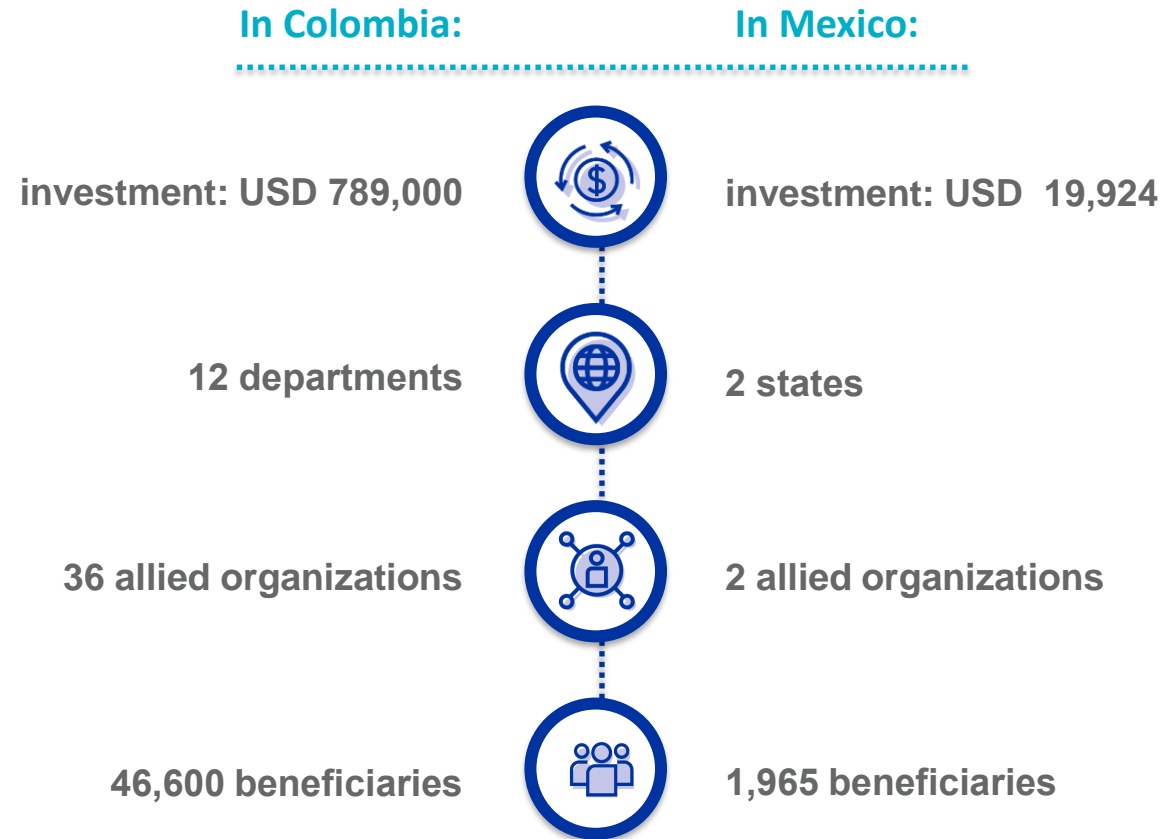 In Colombia:
In Mexico:
investment: USD 789,000
investment: USD 19,924
12 departments
2 states
36 allied organizations
2 allied organizations
46,600 beneficiaries
1,965 beneficiaries